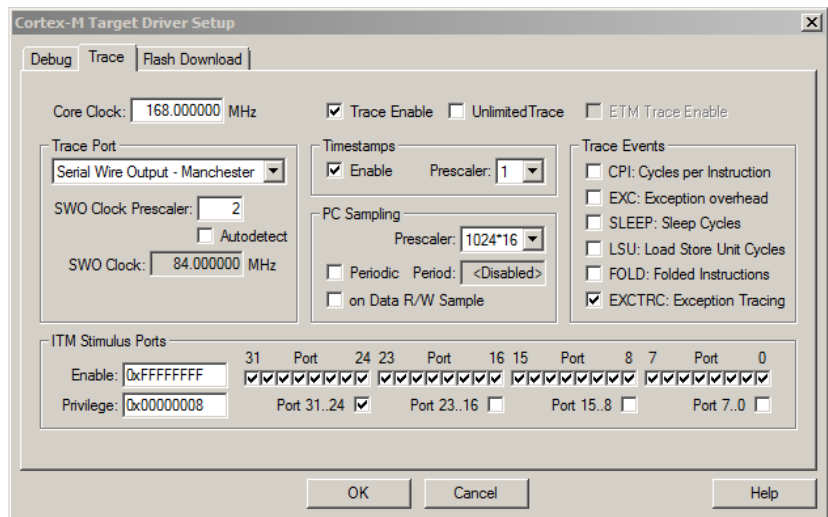 Cortex-M Target Driver Setup
Debug Trace Flash Download
Core Clock: 168.000000 MHz Trace Enable UnlimitedTrace ETM Trace Enable
Trace Port
Serial Wire Output - Manchester
SWO Clock Prescaler: 2
Autodetect
SWO Clock: 84.000000 MHz
Timestamps
Enable Prescaler: 1
PC Sampling
Prescaler: 1024*16
Periodic Period: <Disabled>
on Data R/W Sample
Trace Events
CPI: Cycles per Instruction
EXC: Exception overhead
SLEEP: Sleep Cycles
LSU: Load Store Unit Cycles
FOLD: Folded Instructions
EXCTRC: Exception Tracing
ITM Stimulus Ports
31 Port 24 23 Port 16 15 Port 8 7 Port 0
Enable: 0xFFFFFFFF
Privilege: 0x00000008 Port 31..24 Port 23..16 Port 15..8 Port 7..0
OK Cancel Help